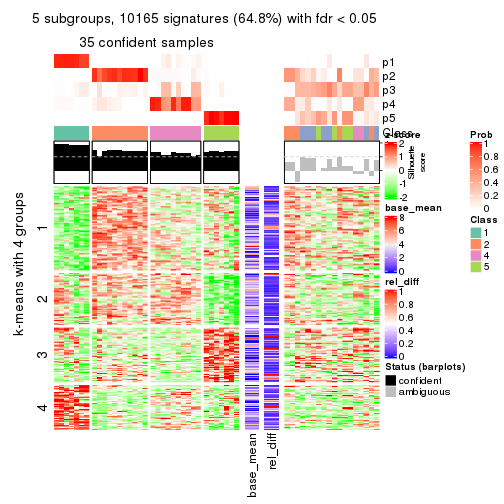 5 subgroups, 10165 signatures (64.8%) with fdr < 0.05
35 confident samples
p1
p2
p3
p4
p5
Class
Silhouette
score
k-means with 4 groups
1
2
3
4
base_mean
rel_diff
z-score
2
1
0
-1
-2
base_mean
8
6
4
2
0
rel_diff
1
0.8
0.6
0.4
0.2
0
Status (barplots)
confident
ambiguous
Prob
1
0.8
0.6
0.4
0.2
0
Class
1
2
4
5